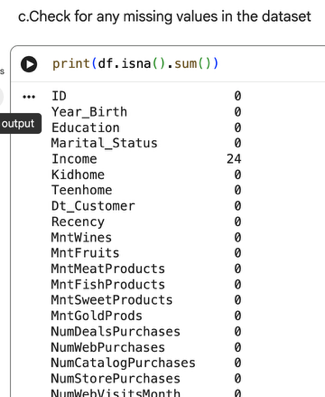 c.Check for any missing values in the dataset
s
print(df.isna().sum())
ID 0
output
Year_Birth 0
Education 0
Marital_Status 0
Income 24
Kidhome 0
Teenhome 0
Dt_Customer 0
Recency 0
MntWines 0
MntFruits 0
MntMeatProducts 0
MntFishProducts 0
MntSweetProducts 0
MntGoldProds 0
NumDealsPurchases 0
NumWebPurchases 0
NumCatalogPurchases 0
NumStorePurchases 0
NumWebVisitsMonth 0